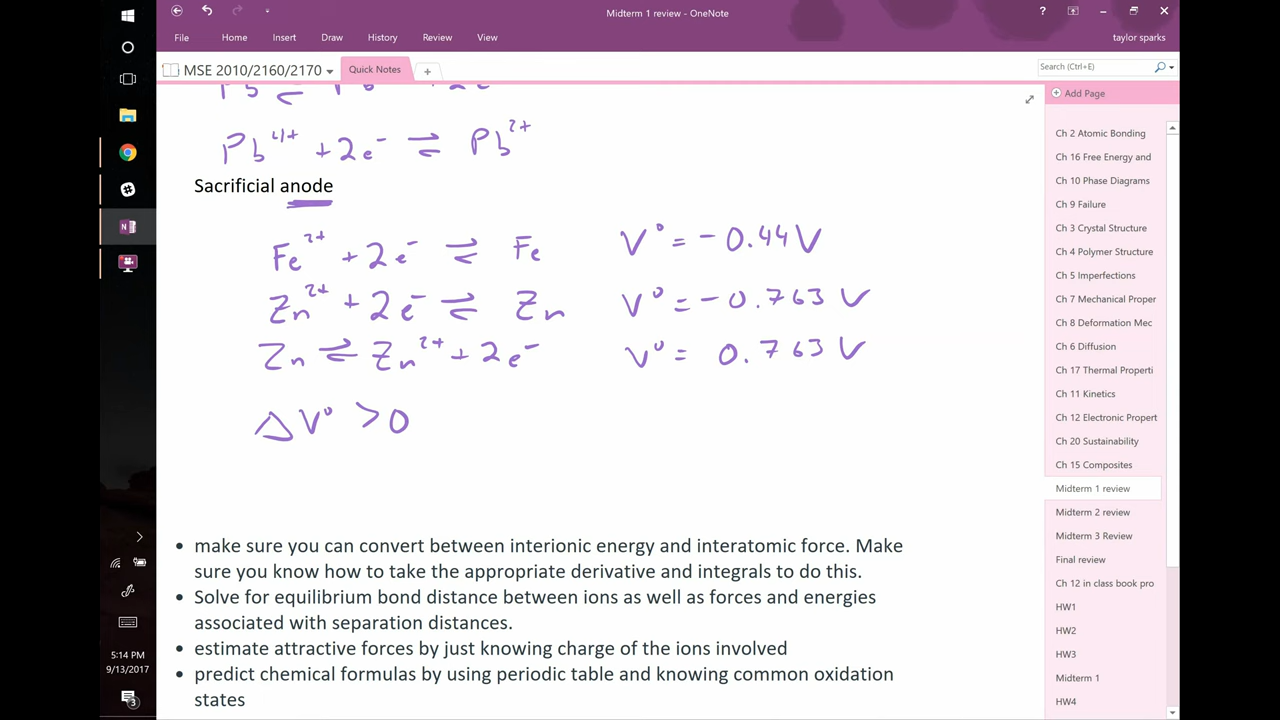 Midterm 1 review - OneNote
?
File Home Insert Draw History Review View
taylor sparks
MSE 2010/2160/2170
Quick Notes
Search (Ctrl+E)
Add Page
Pb⁴⁺ + 2e⁻ ⇌ Pb²⁺
Sacrificial anode
Fe²⁺ + 2e⁻ ⇌ Fe V⁰ = -0.44V
Zn²⁺ + 2e⁻ ⇌ Zn V⁰ = -0.763 V
Zn ⇌ Zn²⁺ + 2e⁻ V⁰ = 0.763 V
ΔV⁰ > 0
• make sure you can convert between interionic energy and interatomic force. Make
sure you know how to take the appropriate derivative and integrals to do this.
• Solve for equilibrium bond distance between ions as well as forces and energies
associated with separation distances.
• estimate attractive forces by just knowing charge of the ions involved
• predict chemical formulas by using periodic table and knowing common oxidation
states
Ch 2 Atomic Bonding
Ch 16 Free Energy and
Ch 10 Phase Diagrams
Ch 9 Failure
Ch 3 Crystal Structure
Ch 4 Polymer Structure
Ch 5 Imperfections
Ch 7 Mechanical Proper
Ch 8 Deformation Mec
Ch 6 Diffusion
Ch 17 Thermal Properti
Ch 11 Kinetics
Ch 12 Electronic Propert
Ch 20 Sustainability
Ch 15 Composites
Midterm 1 review
Midterm 2 review
Midterm 3 Review
Final review
Ch 12 in class book pro
HW1
HW2
HW3
Midterm 1
HW4
5:14 PM
9/13/2017
3